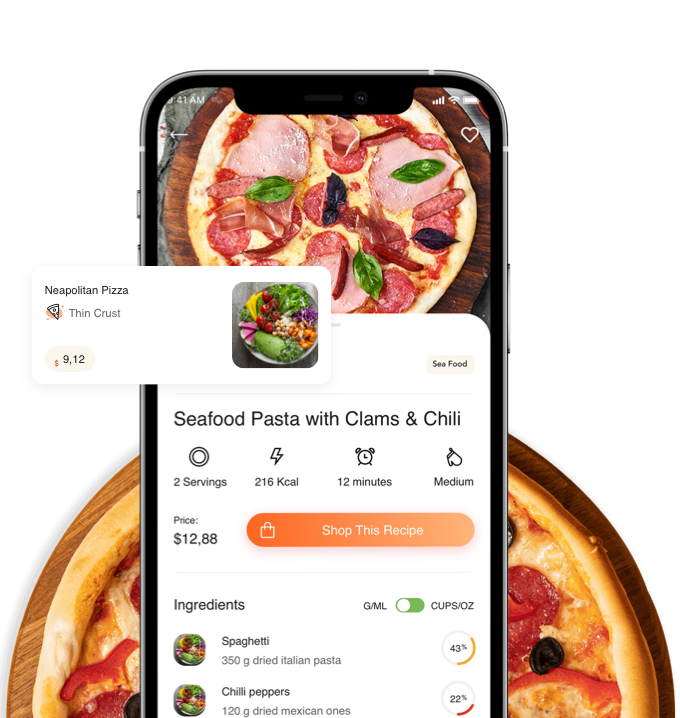 9:41 AM
Neapolitan Pizza
Thin Crust
$ 9,12
Sea Food
Seafood Pasta with Clams & Chili
2 Servings
216 Kcal
12 minutes
Medium
Price:
$12,88
Shop This Recipe
Ingredients
G/ML
CUPS/OZ
Spaghetti
350 g dried italian pasta
43%
Chilli peppers
120 g dried mexican ones
22%